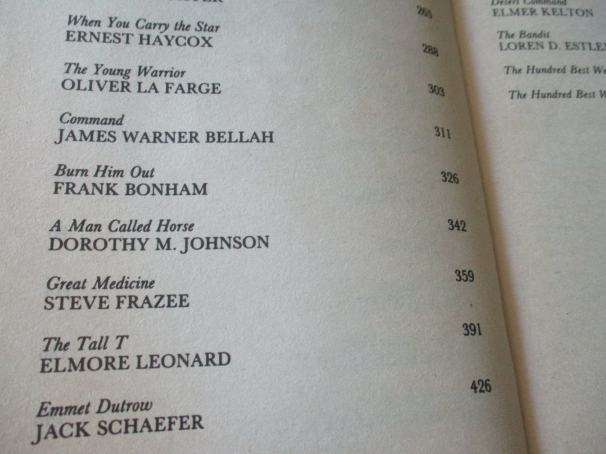 When You Carry the Star 265
ERNEST HAYCOX
288
The Young Warrior
OLIVER LA FARGE 303
Command
JAMES WARNER BELLAH 311
Burn Him Out
FRANK BONHAM 326
A Man Called Horse 342
DOROTHY M. JOHNSON
Great Medicine 359
STEVE FRAZEE
The Tall T 391
ELMORE LEONARD
Emmet Dutrow 426
JACK SCHAEFER
Desert Command
ELMER KELTON
The Bandit
LOREN D.
The Hundred Best
The Hundred Best